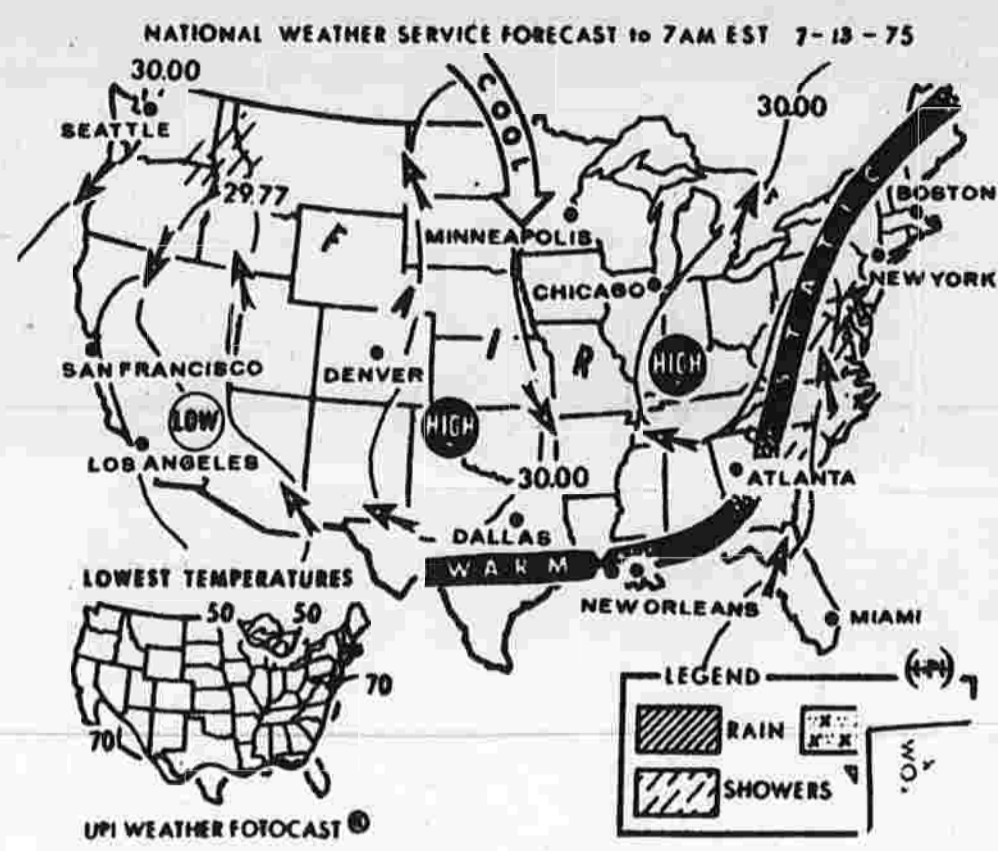 NATIONAL WEATHER SERVICE FORECAST to 7AM EST 7-13-75
30.00
30.00
SEATTLE
COOL
29.77
BOSTON
F
MINNEAPOLIS
NEW YORK
CHICAGO
STATIC
I
R
HIGH
SAN FRANCISCO
DENVER
LOW
HIGH
LOS ANGELES
30.00
ATLANTA
DALLAS
WARM
LOWEST TEMPERATURES
NEW ORLEANS
MIAMI
50 50
70
70
LEGEND
(UPI)
RAIN
SHOWERS
UPI WEATHER FOTOCAST ®